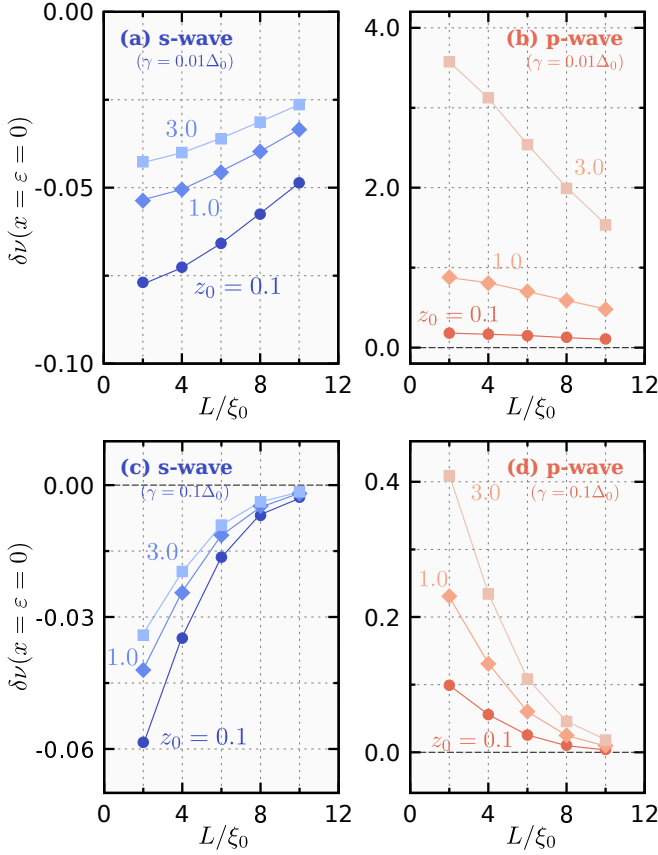 (a) s-wave
(γ = 0.01Δ₀)
3.0
1.0
z₀ = 0.1
0.00
-0.05
-0.10
δν(x = ε = 0)
0 4 8 12
L/ξ₀
(b) p-wave
(γ = 0.01Δ₀)
3.0
1.0
z₀ = 0.1
4.0
2.0
0.0
0 4 8 12
L/ξ₀
(c) s-wave
(γ = 0.1Δ₀)
3.0
1.0
z₀ = 0.1
0.00
-0.03
-0.06
δν(x = ε = 0)
0 4 8 12
L/ξ₀
(d) p-wave
(γ = 0.1Δ₀)
3.0
1.0
z₀ = 0.1
0.4
0.2
0.0
0 4 8 12
L/ξ₀